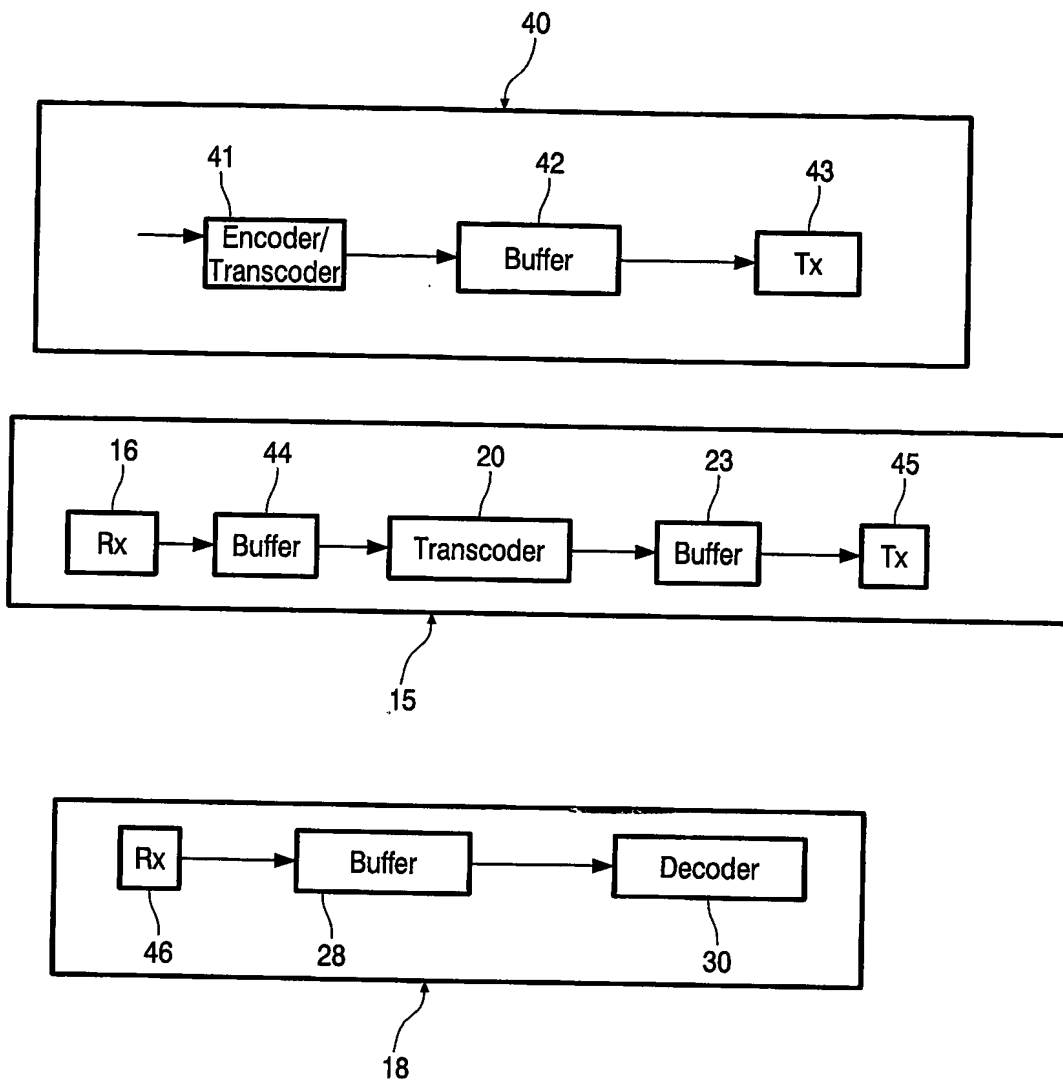 40
41
42
43
Encoder/
Transcoder
Buffer
Tx
16
44
20
23
45
Rx
Buffer
Transcoder
Buffer
Tx
15
Rx
Buffer
Decoder
46
28
30
18